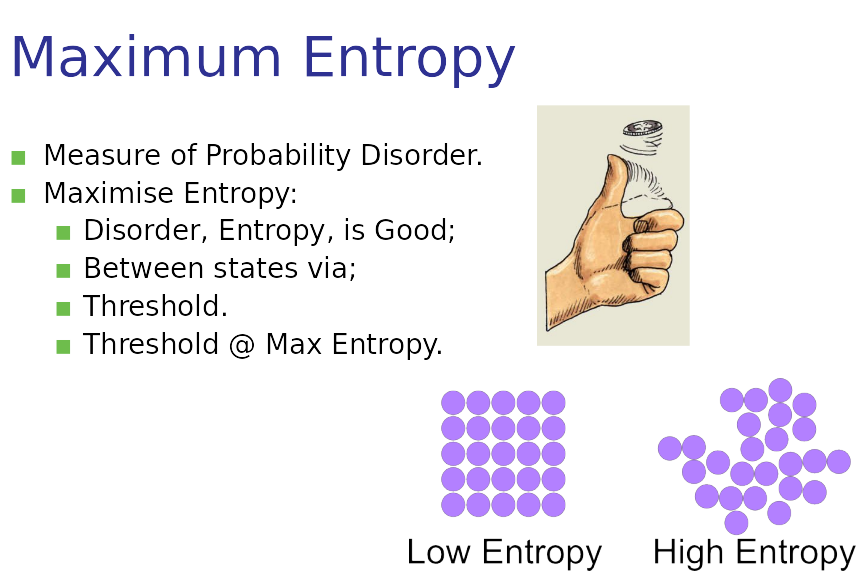 Maximum Entropy
Measure of Probability Disorder.
Maximise Entropy:
Disorder, Entropy, is Good;
Between states via;
Threshold.
Threshold @ Max Entropy.
Low Entropy
High Entropy